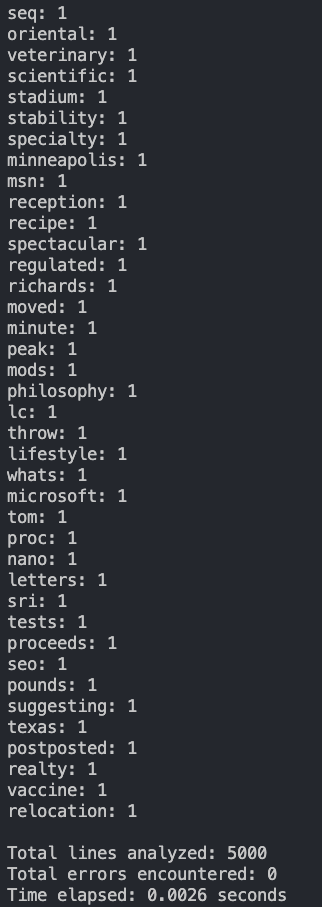 seq: 1
oriental: 1
veterinary: 1
scientific: 1
stadium: 1
stability: 1
specialty: 1
minneapolis: 1
msn: 1
reception: 1
recipe: 1
spectacular: 1
regulated: 1
richards: 1
moved: 1
minute: 1
peak: 1
mods: 1
philosophy: 1
lc: 1
throw: 1
lifestyle: 1
whats: 1
microsoft: 1
tom: 1
proc: 1
nano: 1
letters: 1
sri: 1
tests: 1
proceeds: 1
seo: 1
pounds: 1
suggesting: 1
texas: 1
postposted: 1
realty: 1
vaccine: 1
relocation: 1
Total lines analyzed: 5000
Total errors encountered: 0
Time elapsed: 0.0026 seconds